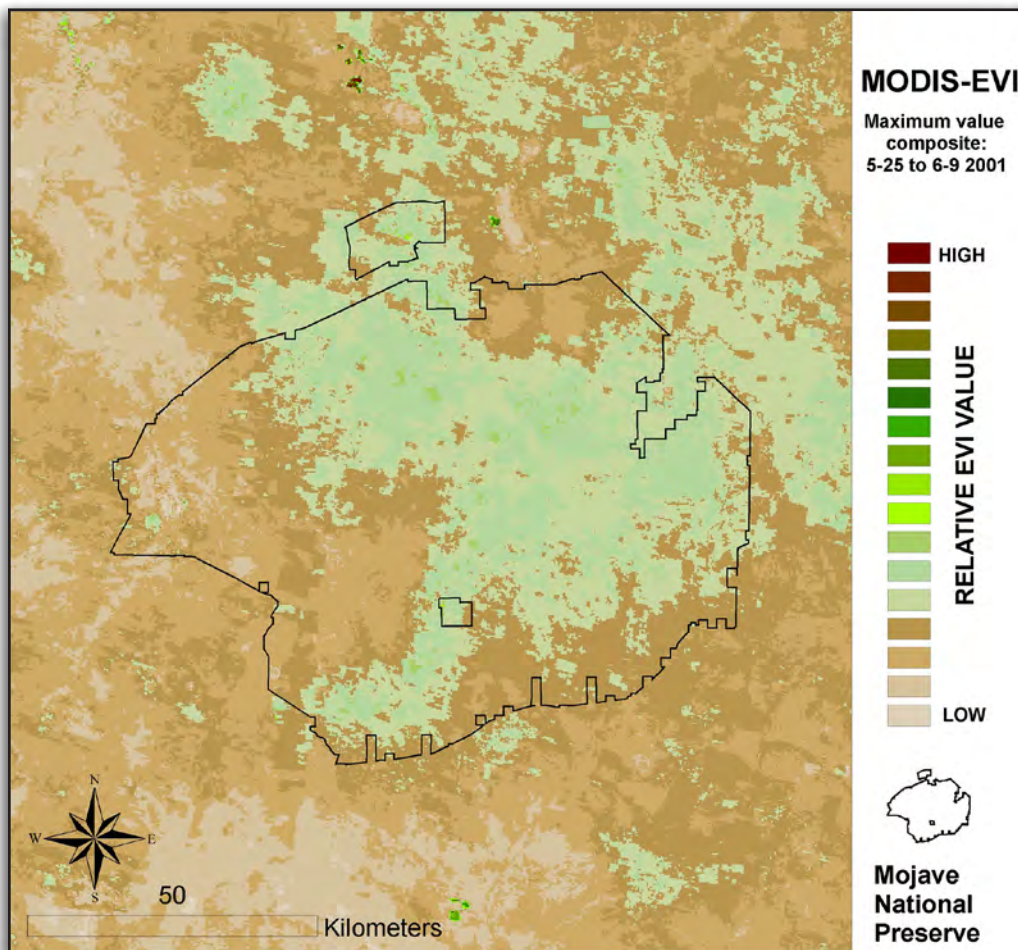 MODIS-EVI
Maximum value
composite:
5-25 to 6-9 2001
HIGH
RELATIVE EVI VALUE
LOW
N
W
E
S
50
Kilometers
Mojave
National
Preserve